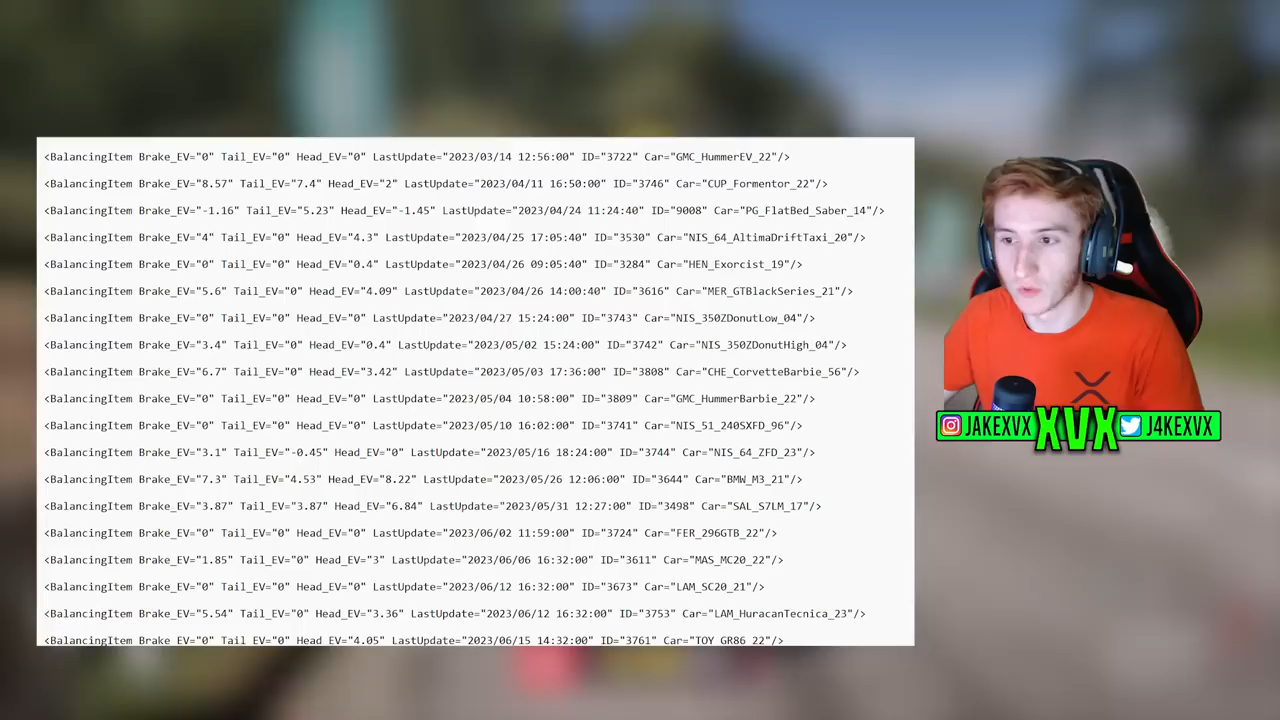 <BalancingItem Brake_EV="0" Tail_EV="0" Head_EV="0" LastUpdate="2023/03/14 12:56:00" ID="3722" Car="GMC_HummerEV_22"/>
<BalancingItem Brake_EV="8.57" Tail_EV="7.4" Head_EV="2" LastUpdate="2023/04/11 16:50:00" ID="3746" Car="CUP_Formentor_22"/>
<BalancingItem Brake_EV="-1.16" Tail_EV="5.23" Head_EV="-1.45" LastUpdate="2023/04/24 11:24:40" ID="9008" Car="PG_FlatBed_Saber_14"/>
<BalancingItem Brake_EV="4" Tail_EV="0" Head_EV="4.3" LastUpdate="2023/04/25 17:05:40" ID="3530" Car="NIS_64_AltimaDriftTaxi_20"/>
<BalancingItem Brake_EV="0" Tail_EV="0" Head_EV="0.4" LastUpdate="2023/04/26 09:05:40" ID="3284" Car="HEN_Exorcist_19"/>
<BalancingItem Brake_EV="5.6" Tail_EV="0" Head_EV="4.09" LastUpdate="2023/04/26 14:00:40" ID="3616" Car="MER_GTBlackSeries_21"/>
<BalancingItem Brake_EV="0" Tail_EV="0" Head_EV="0" LastUpdate="2023/04/27 15:24:00" ID="3743" Car="NIS_350ZDonutLow_04"/>
<BalancingItem Brake_EV="3.4" Tail_EV="0" Head_EV="0.4" LastUpdate="2023/05/02 15:24:00" ID="3742" Car="NIS_350ZDonutHigh_04"/>
<BalancingItem Brake_EV="6.7" Tail_EV="0" Head_EV="3.42" LastUpdate="2023/05/03 17:36:00" ID="3808" Car="CHE_CorvetteBarbie_56"/>
<BalancingItem Brake_EV="0" Tail_EV="0" Head_EV="0" LastUpdate="2023/05/04 10:58:00" ID="3809" Car="GMC_HummerBarbie_22"/>
<BalancingItem Brake_EV="0" Tail_EV="0" Head_EV="0" LastUpdate="2023/05/10 16:02:00" ID="3741" Car="NIS_51_240SXFD_96"/>
<BalancingItem Brake_EV="3.1" Tail_EV="-0.45" Head_EV="0" LastUpdate="2023/05/16 18:24:00" ID="3744" Car="NIS_64_ZFD_23"/>
<BalancingItem Brake_EV="7.3" Tail_EV="4.53" Head_EV="8.22" LastUpdate="2023/05/26 12:06:00" ID="3644" Car="BMW_M3_21"/>
<BalancingItem Brake_EV="3.87" Tail_EV="3.87" Head_EV="6.84" LastUpdate="2023/05/31 12:27:00" ID="3498" Car="SAL_S7LM_17"/>
<BalancingItem Brake_EV="0" Tail_EV="0" Head_EV="0" LastUpdate="2023/06/02 11:59:00" ID="3724" Car="FER_296GTB_22"/>
<BalancingItem Brake_EV="1.85" Tail_EV="0" Head_EV="3" LastUpdate="2023/06/06 16:32:00" ID="3611" Car="MAS_MC20_22"/>
<BalancingItem Brake_EV="0" Tail_EV="0" Head_EV="0" LastUpdate="2023/06/12 16:32:00" ID="3673" Car="LAM_SC20_21"/>
<BalancingItem Brake_EV="5.54" Tail_EV="0" Head_EV="3.36" LastUpdate="2023/06/12 16:32:00" ID="3753" Car="LAM_HuracanTecnica_23"/>
<BalancingItem Brake_EV="0" Tail_EV="0" Head_EV="4.05" LastUpdate="2023/06/15 14:32:00" ID="3761" Car="TOY_GR86_22"/>
JAKEXVX XVX J4KEXVX